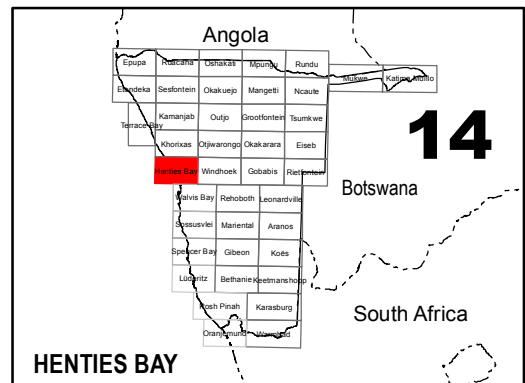 Angola
Epupa Ruacana Oshakati Mpungu Rundu
Mukwe Katima Mulilo
Etendeka Sesfontein Okakuejo Mangetti Ncaute
Terrace Bay Kamanjab Outjo Grootfontein Tsumkwe
14
Khorixas Otjiwarongo Okakarara Eiseb
Henties Bay Windhoek Gobabis Rietfontein
Botswana
Walvis Bay Rehoboth Leonardville
Sossusvlei Mariental Aranos
Spencer Bay Gibeon Koës
Lüderitz Bethanie Keetmanshoop
Rosh Pinah Karasburg
South Africa
Oranjemund Warmbad
HENTIES BAY